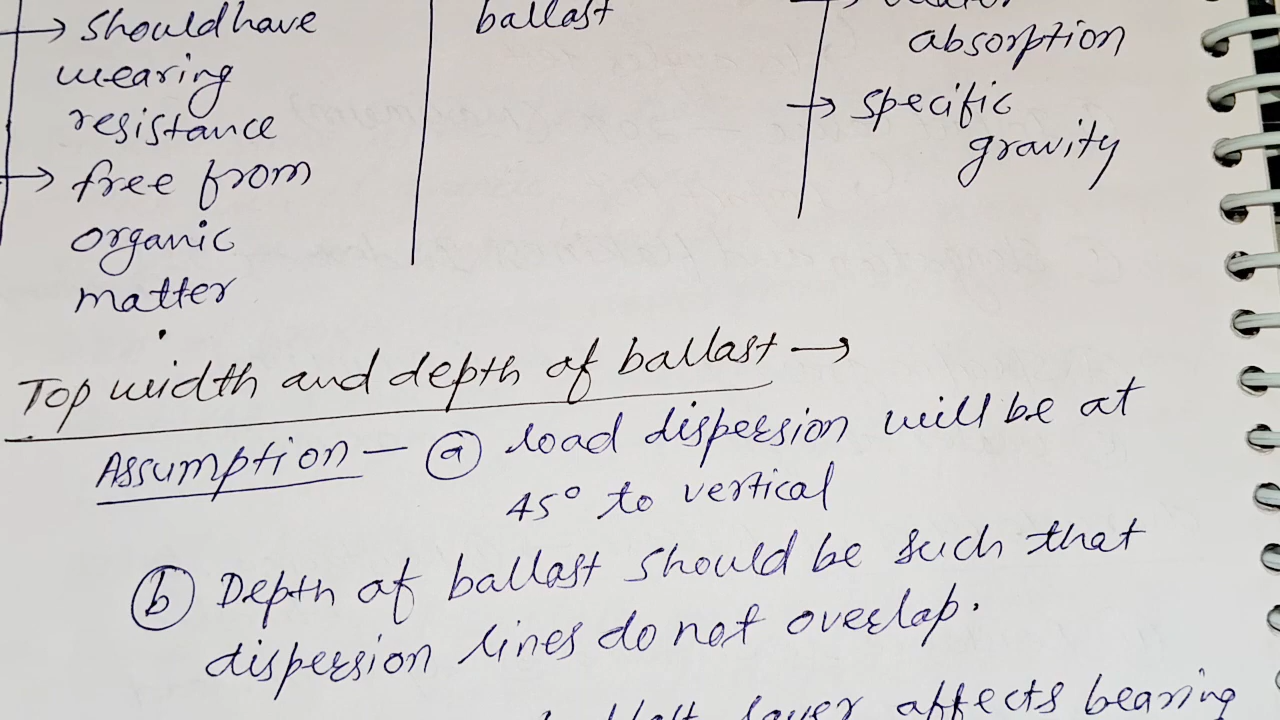 → should have
wearing
resistance
→ free from
organic
matter
ballast
absorption
→ specific
gravity
Top width and depth of ballast →
Assumption - (a) load dispersion will be at
45° to vertical
(b) Depth of ballast should be such that
dispersion lines do not overlap.
layer affects bearing